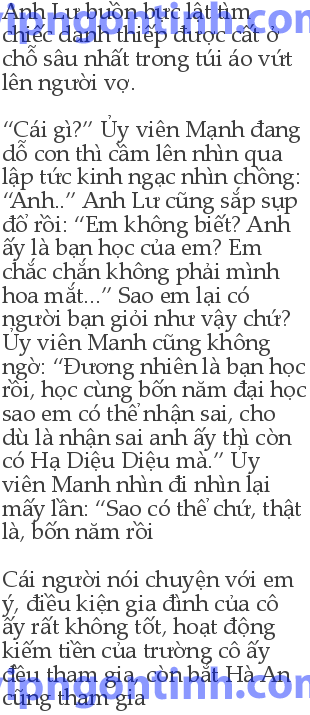 Anh Lư buồn bực lật tìm
chiếc danh thiếp được cất ở
chỗ sâu nhất trong túi áo vứt
lên người vợ.
“Cái gì?” Ủy viên Mạnh đang
dỗ con thì cầm lên nhìn qua
lập tức kinh ngạc nhìn chồng:
“Anh..” Anh Lư cũng sắp sụp
đổ rồi: “Em không biết? Anh
ấy là bạn học của em? Em
chắc chắn không phải mình
hoa mắt...” Sao em lại có
người bạn giỏi như vậy chứ?
Ủy viên Manh cũng không
ngờ: “Đương nhiên là bạn học
rồi, học cùng bốn năm đại học
sao em có thể nhận sai, cho
dù là nhận sai anh ấy thì còn
có Hạ Diệu Diệu mà.” Ủy
viên Manh nhìn đi nhìn lại
mấy lần: “Sao có thể chứ, thật
là, bốn năm rồi
Cái người nói chuyện với em
ý, điều kiện gia đình của cô
ấy rất không tốt, hoạt động
kiếm tiền của trường cô ấy
đều tham gia, còn bắt Hà An
cũng tham gia
vipngontinh.com